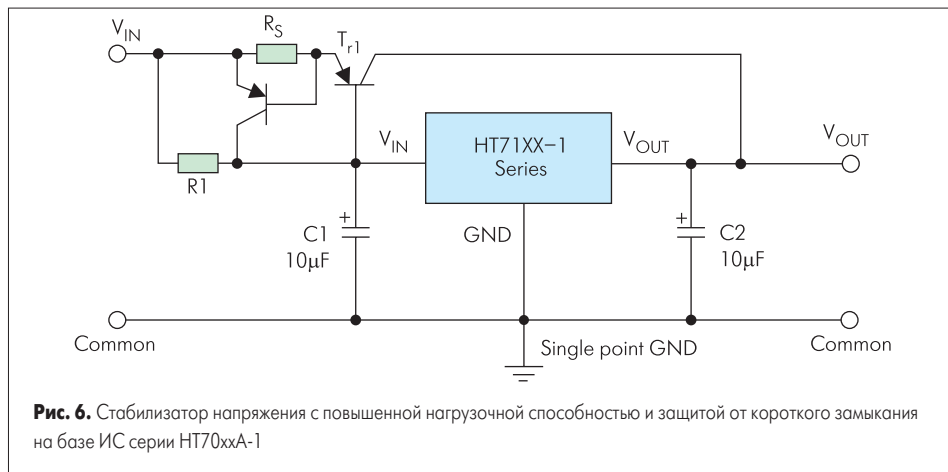 V_IN
R_S
T_r1
R1
V_IN
HT71XX–1
Series
V_OUT
V_OUT
C1
10µF
+
GND
+
C2
10µF
Common
Single point GND
Common
Рис. 6. Стабилизатор напряжения с повышенной нагрузочной способностью и защитой от короткого замыкания
на базе ИС серии HT70xxA-1